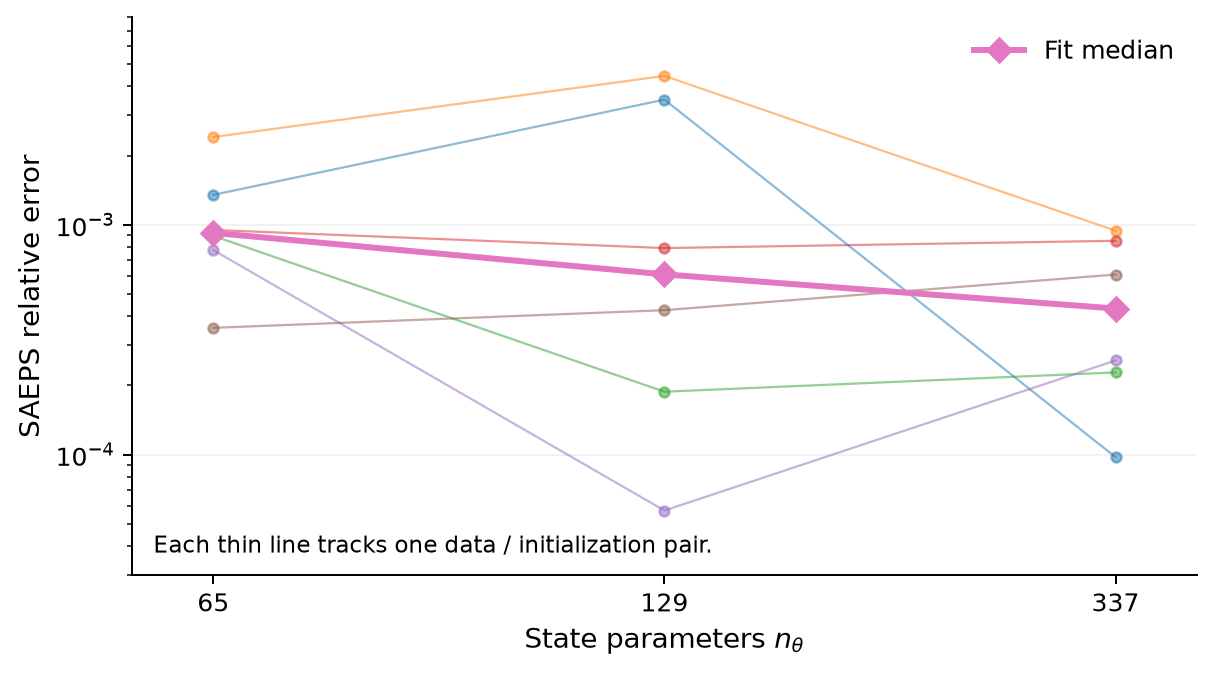 Fit median
SAEPS relative error
10⁻³
10⁻⁴
Each thin line tracks one data / initialization pair.
65 129 337
State parameters n_θ